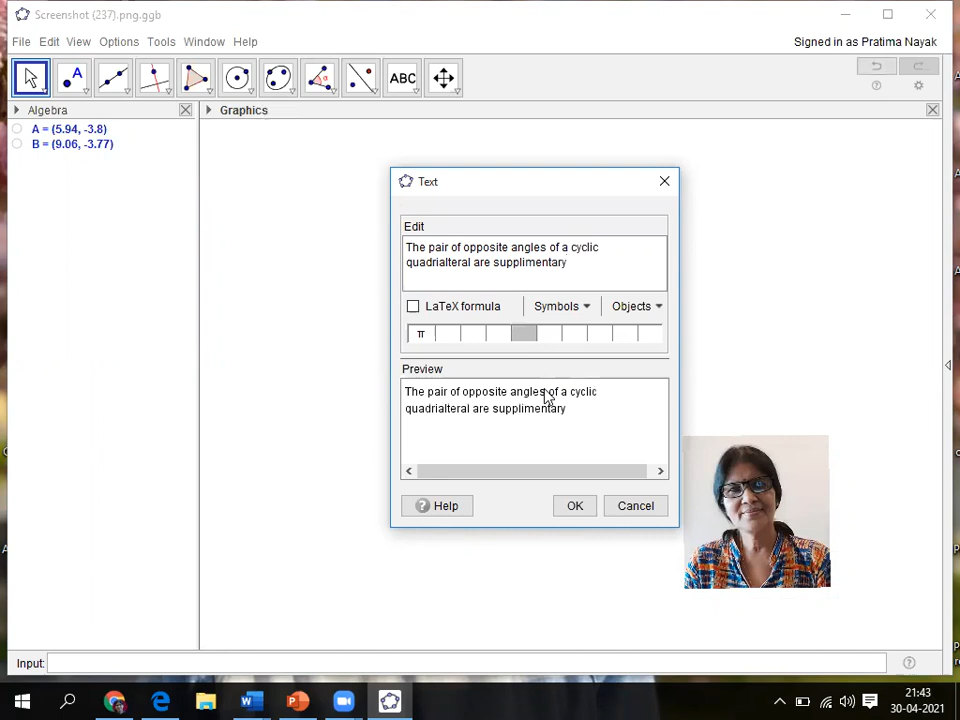 Screenshot (237).png.ggb
File Edit View Options Tools Window Help
Signed in as Pratima Nayak
A
α
ABC
Algebra
Graphics
A = (5.94, -3.8)
B = (9.06, -3.77)
Text
Edit
The pair of opposite angles of a cyclic
quadrialteral are supplimentary
LaTeX formula Symbols Objects
π
Preview
The pair of opposite angles of a cyclic
quadrialteral are supplimentary
Help OK Cancel
Input:
21:43
30-04-2021